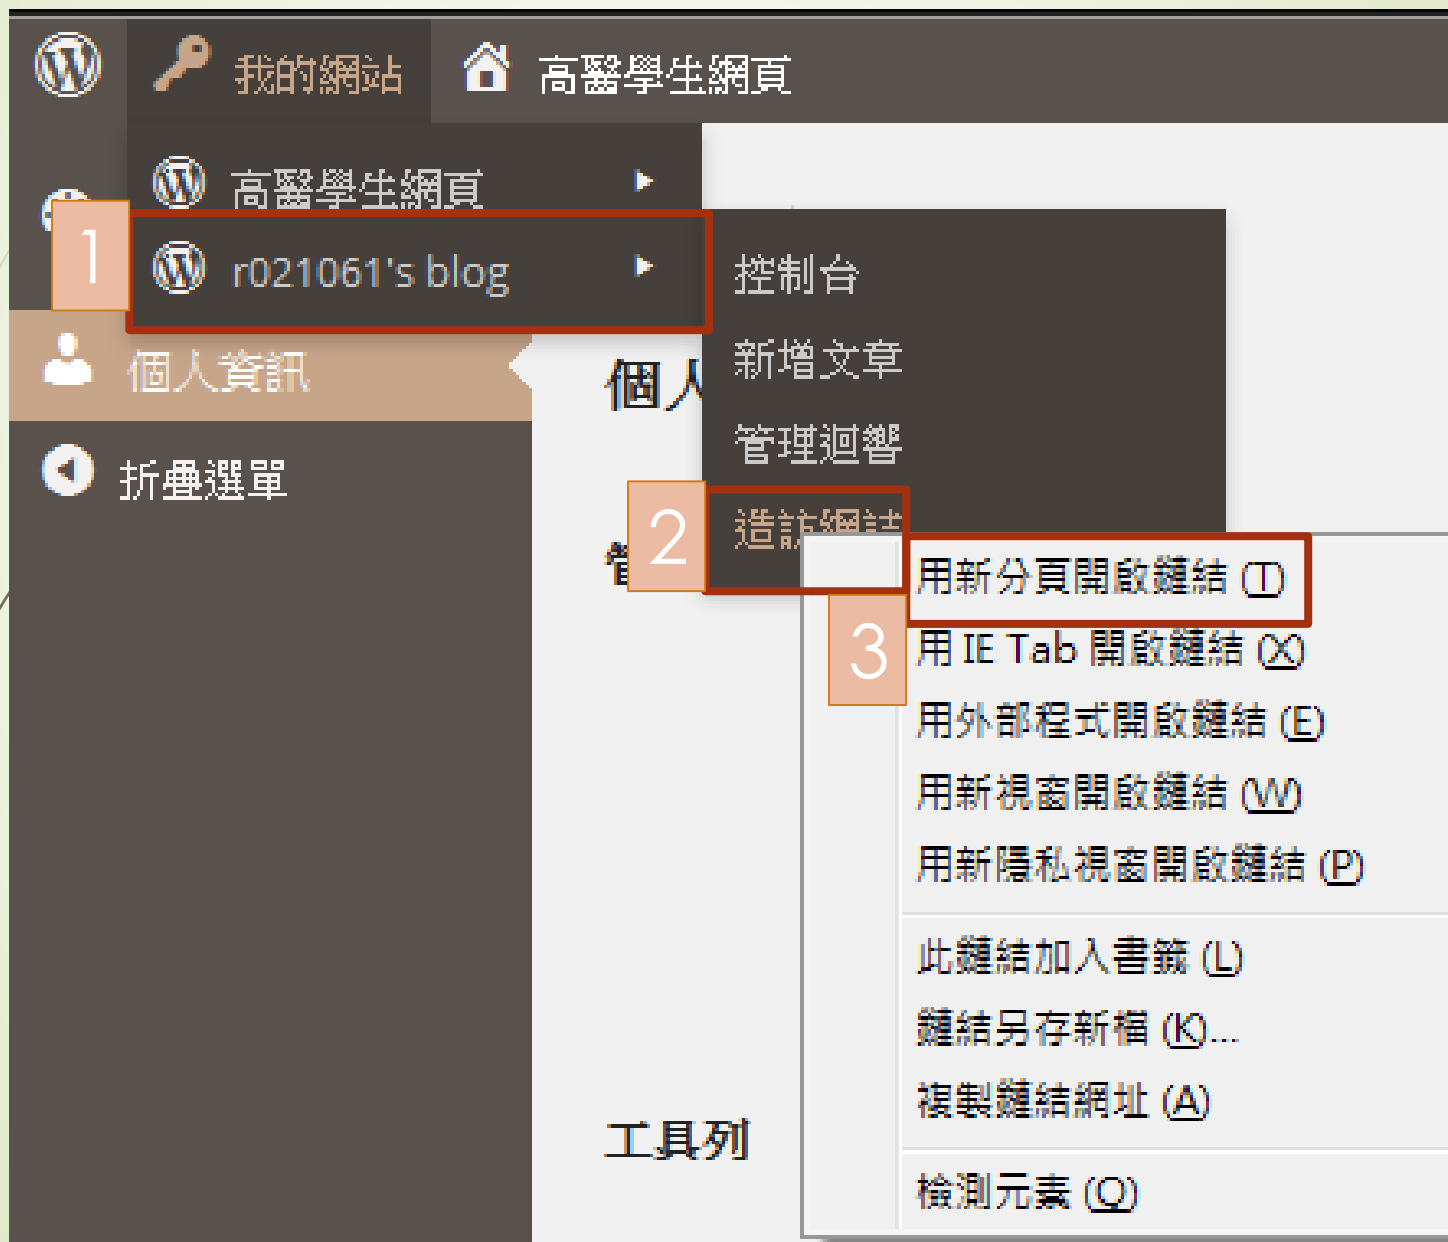 我的網站 高醫學生網頁
高醫學生網頁
1 r021061's blog
控制台
個人資訊
新增文章
個人
管理迴響
折疊選單
2 造訪網誌
用新分頁開啟鏈結 (T)
3 用 IE Tab 開啟鏈結 (X)
用外部程式開啟鏈結 (E)
用新視窗開啟鏈結 (W)
用新隱私視窗開啟鏈結 (P)
此鏈結加入書籤 (L)
鏈結另存新檔 (K)...
複製鏈結網址 (A)
工具列
檢測元素 (Q)